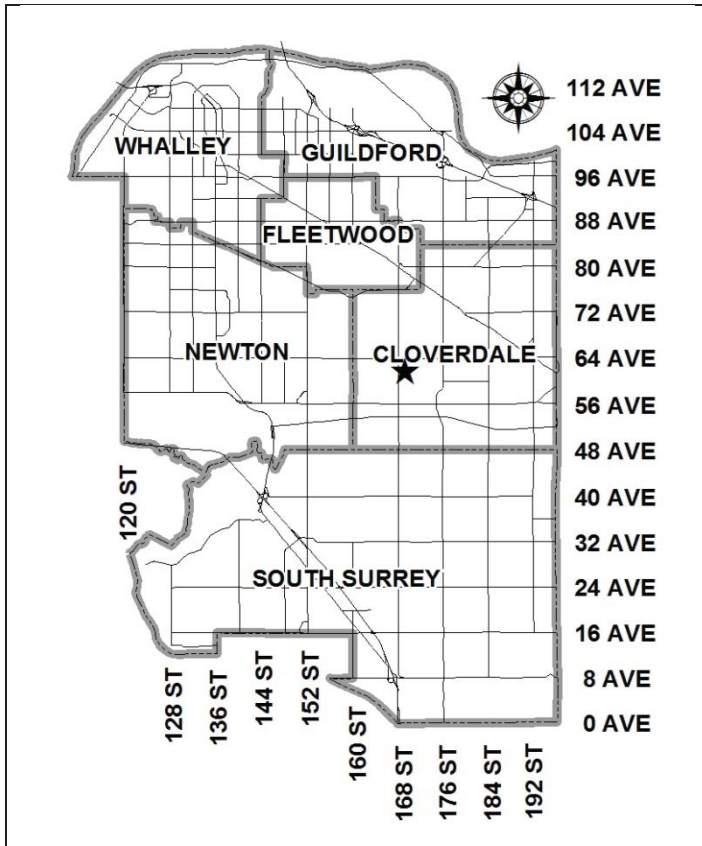 112 AVE
104 AVE
WHALLEY
GUILDFORD
96 AVE
88 AVE
FLEETWOOD
80 AVE
72 AVE
NEWTON
CLOVERDALE
64 AVE
56 AVE
48 AVE
120 ST
40 AVE
32 AVE
SOUTH SURREY
24 AVE
16 AVE
8 AVE
0 AVE
128 ST
136 ST
144 ST
152 ST
160 ST
168 ST
176 ST
184 ST
192 ST